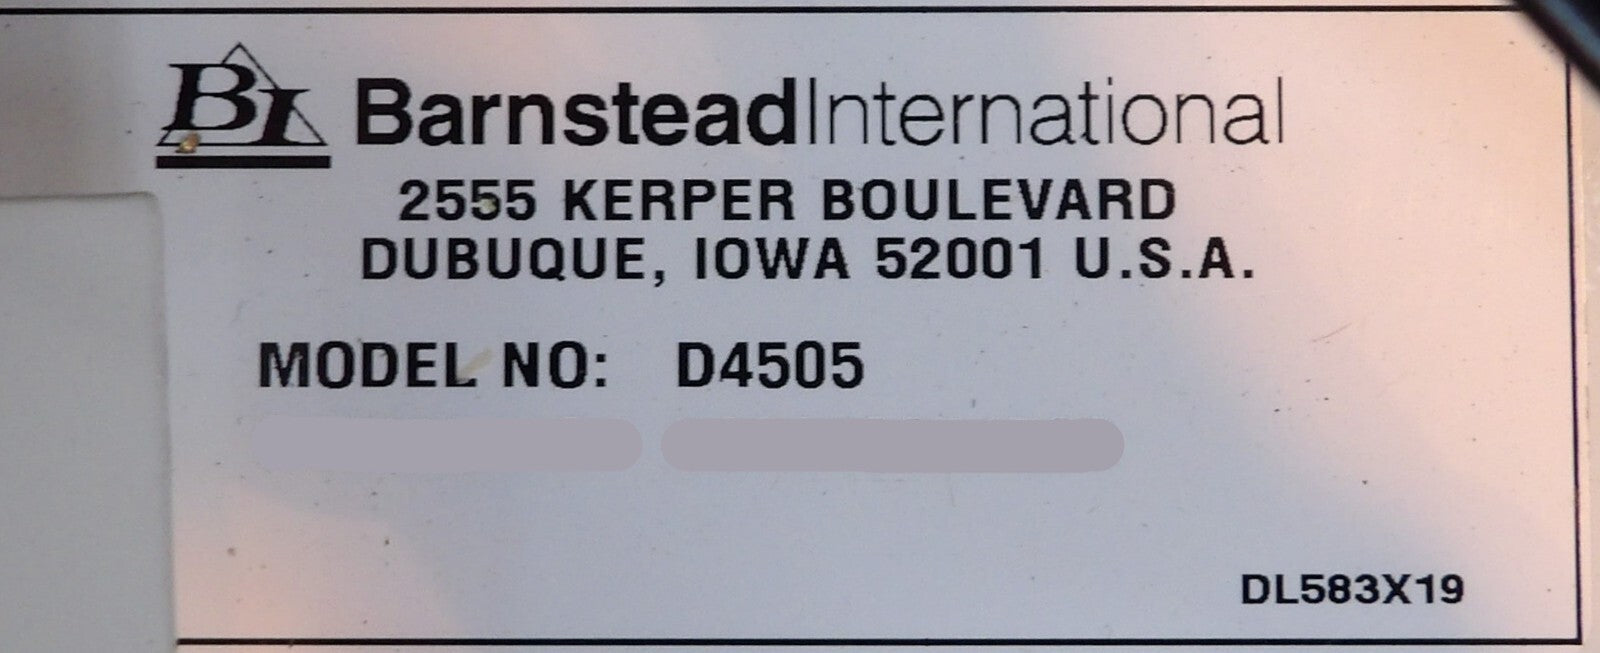 BI BarnsteadInternational
2555 KERPER BOULEVARD
DUBUQUE, IOWA 52001 U.S.A.
MODEL NO: D4505
DL583X19